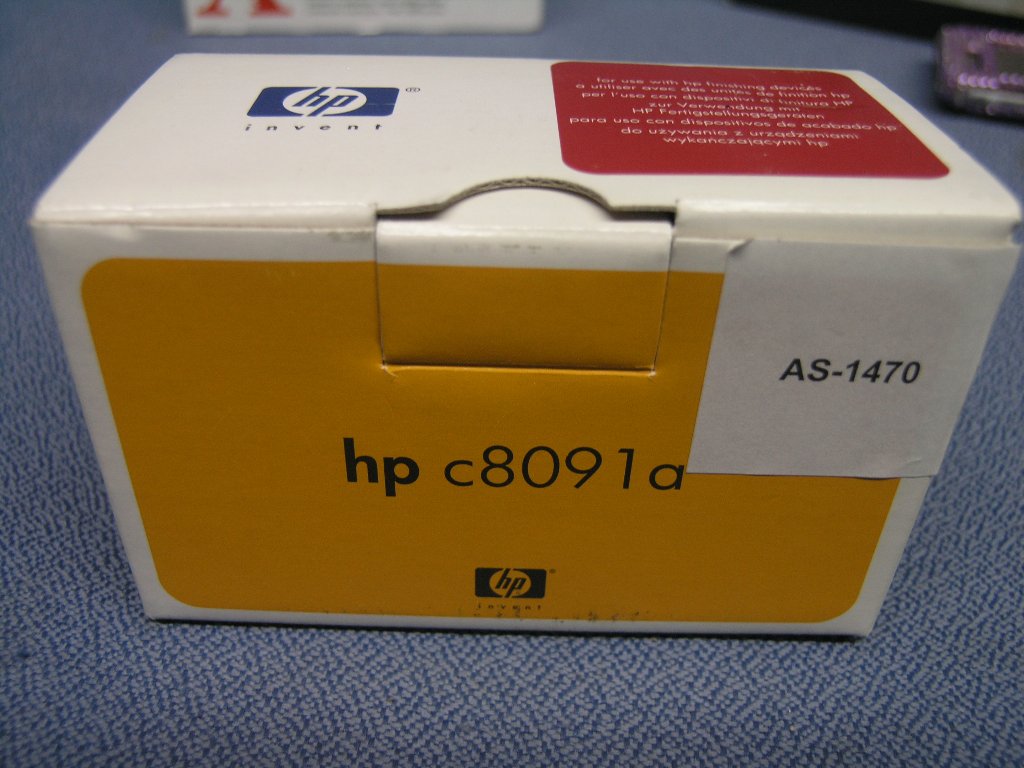 A
hp®
invent
for use with hp finishing devices
a utiliser avec des unités de finition hp
per l'uso con dispositivi di finitura HP
zur Verwendung mit
HP Fertigstellungsgeräten
para uso con dispositivos de acabado hp
do używania z urządzeniami
wykańczającymi hp
AS-1470
hp c8091a
hp
invent